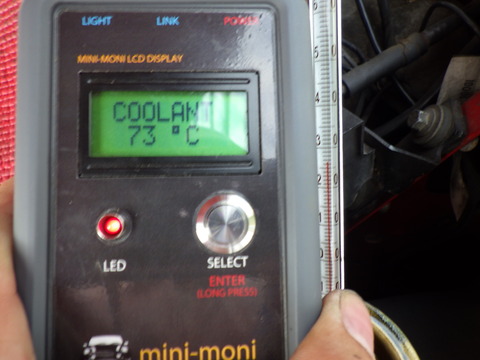 LIGHT LINK POWER
MINI-MONI LCD DISPLAY
COOLANT
73 °C
LED SELECT
ENTER
(LONG PRESS)
mini-moni